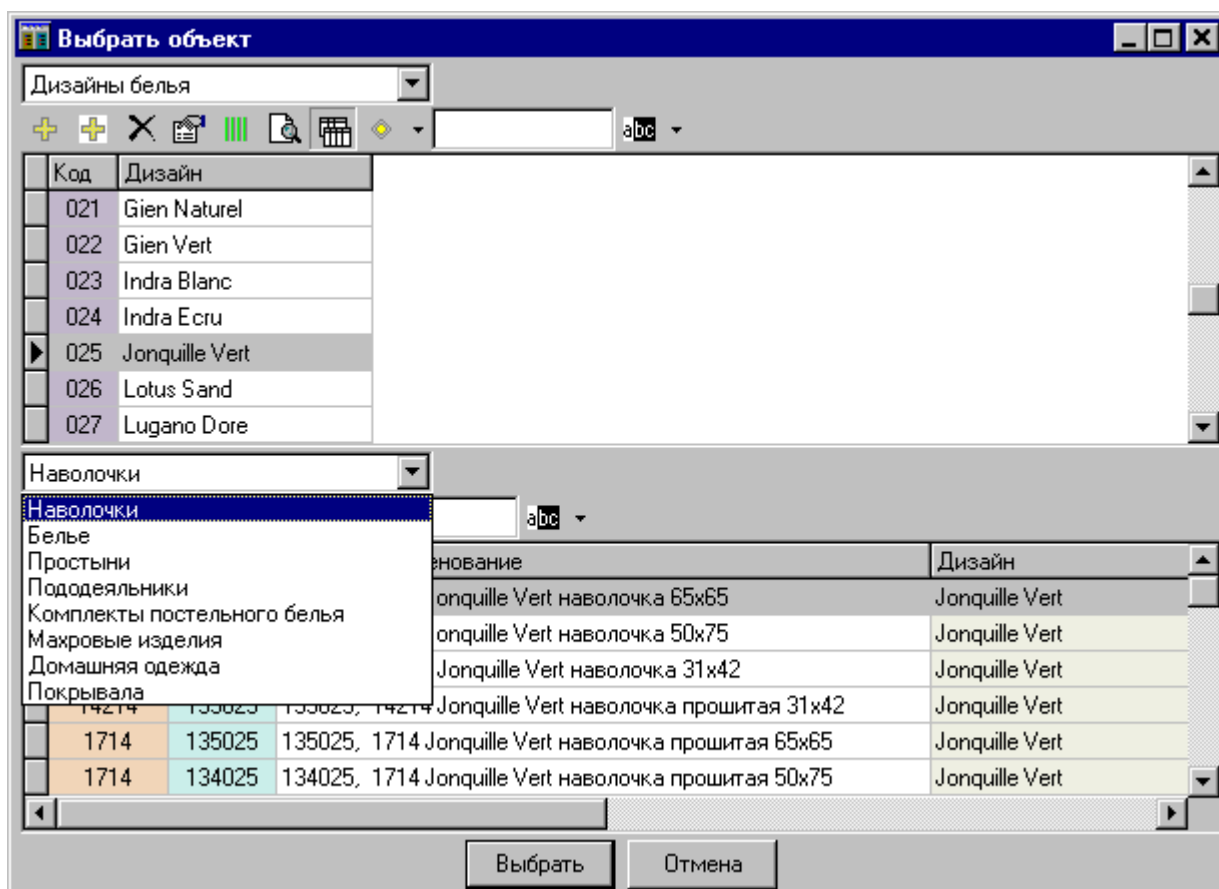 Выбрать объект
Дизайны белья
abc
Код Дизайн
021 Gien Naturel
022 Gien Vert
023 Indra Blanc
024 Indra Ecru
025 Jonquille Vert
026 Lotus Sand
027 Lugano Dore
Наволочки
Наволочки
Белье
Простыни
Пододеяльники
Комплекты постельного белья
Махровые изделия
Домашняя одежда
Покрывала
abc
енование Дизайн
onquille Vert наволочка 65x65 Jonquille Vert
onquille Vert наволочка 50x75 Jonquille Vert
Jonquille Vert наволочка 31x42 Jonquille Vert
14214 Jonquille Vert наволочка прошитая 31x42 Jonquille Vert
1714 135025 135025, 1714 Jonquille Vert наволочка прошитая 65x65 Jonquille Vert
1714 134025 134025, 1714 Jonquille Vert наволочка прошитая 50x75 Jonquille Vert
Выбрать Отмена